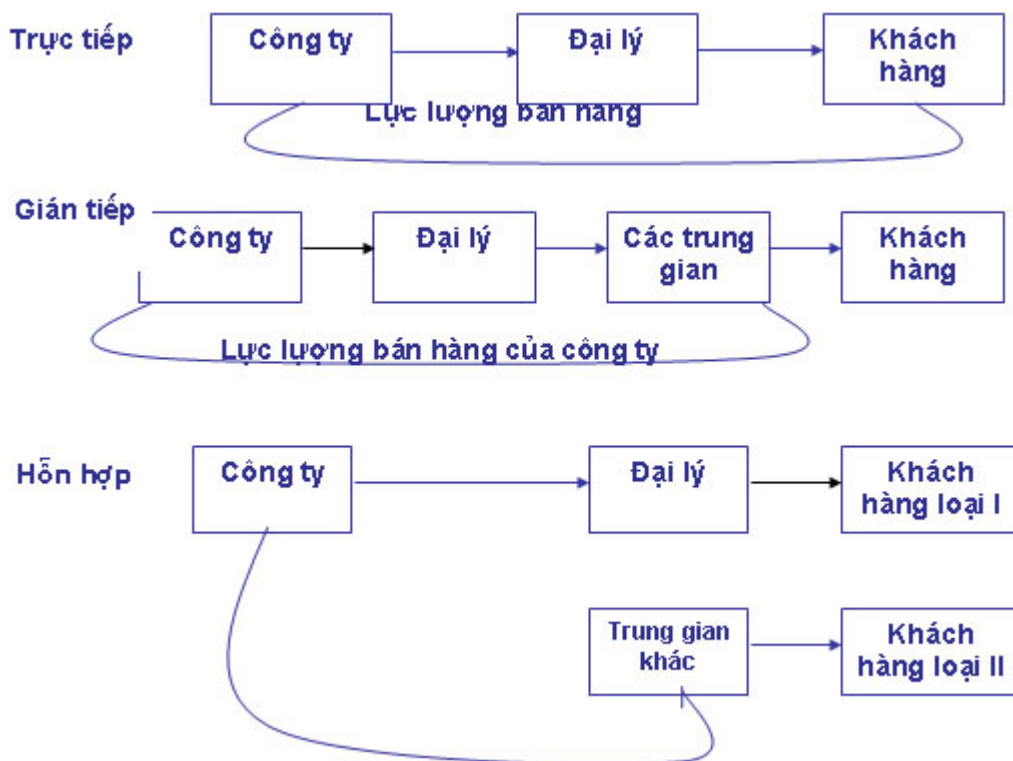 Trực tiếp
Công ty
Đại lý
Khách
hàng
Lực lượng bán hàng
Gián tiếp
Công ty
Đại lý
Các trung
gian
Khách
hàng
Lực lượng bán hàng của công ty
Hỗn hợp
Công ty
Đại lý
Khách
hàng loại I
Trung gian
khác
Khách
hàng loại II